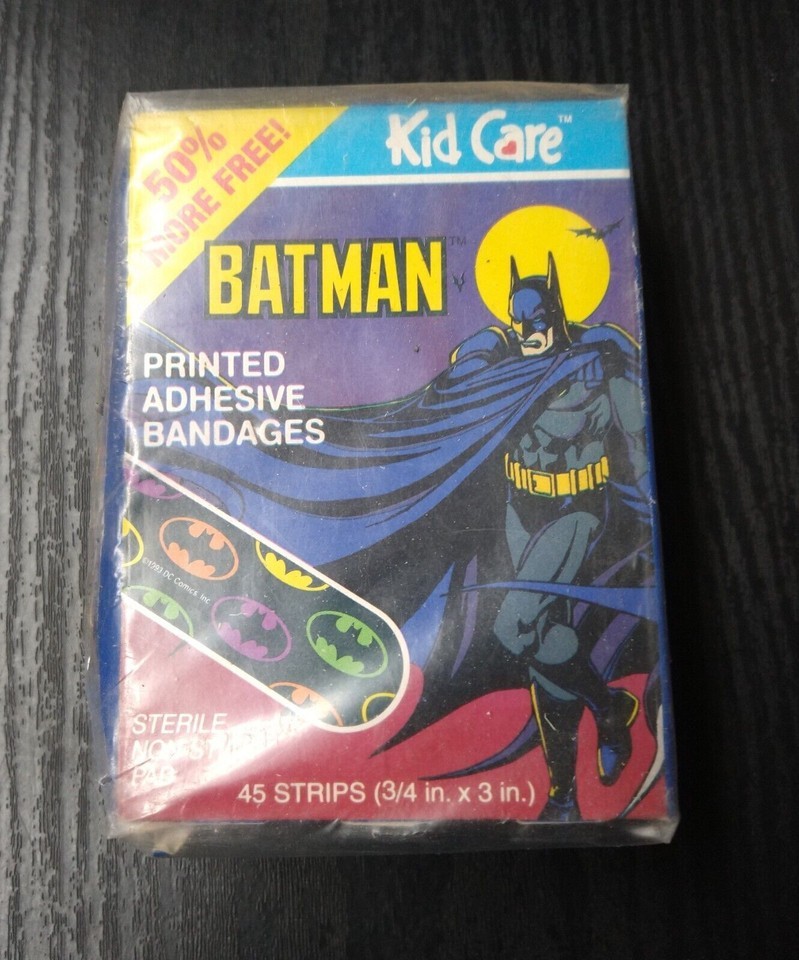 50%
MORE FREE!
Kid Care™
BATMAN™
PRINTED
ADHESIVE
BANDAGES
©1993 DC Comics Inc
STERILE
PAD
45 STRIPS (3/4 in. x 3 in.)